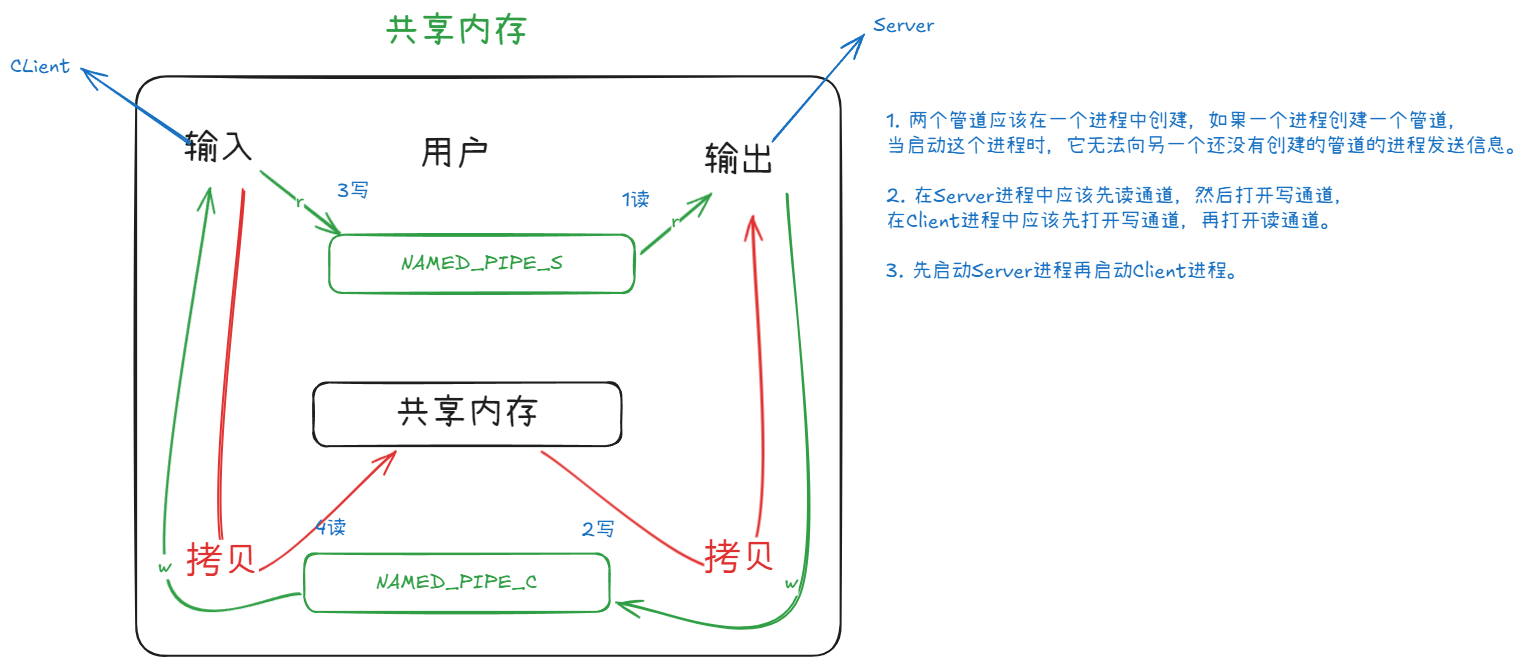 共享内存
Server
CLient
输入
用户
输出
3写
1读
r
r
NAMED_PIPE_S
共享内存
4读
2写
拷贝
拷贝
w
NAMED_PIPE_C
w
1. 两个管道应该在一个进程中创建，如果一个进程创建一个管道，
当启动这个进程时，它无法向另一个还没有创建的管道的进程发送信息。
2. 在Server进程中应该先读通道，然后打开写通道，
在Client进程中应该先打开写通道，再打开读通道。
3. 先启动Server进程再启动Client进程。